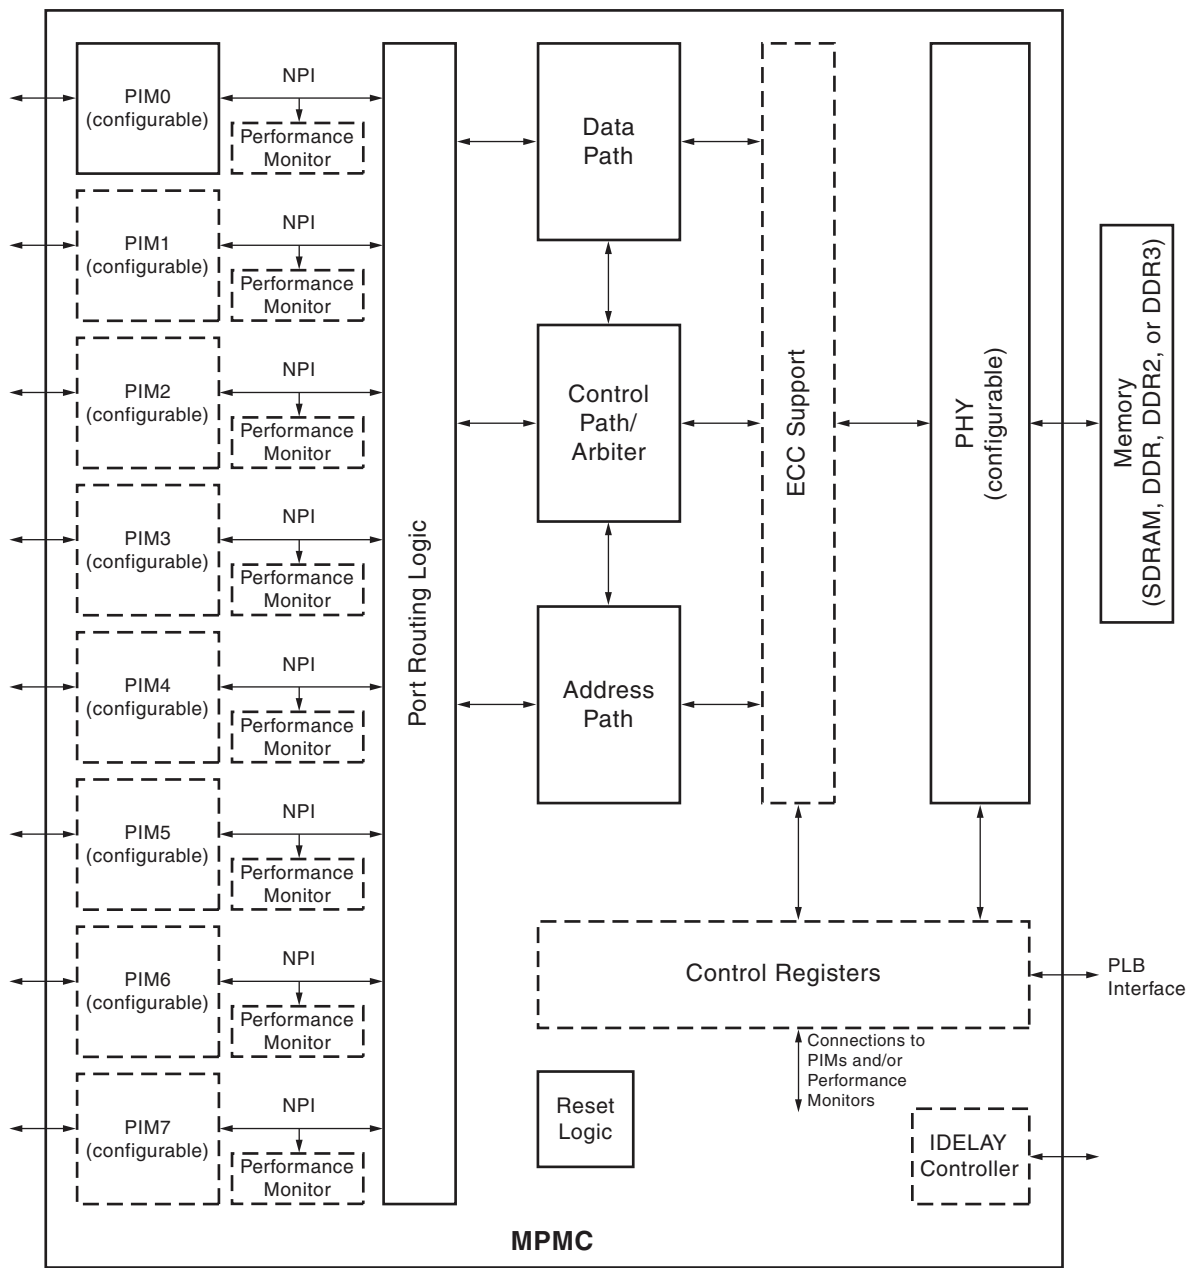 PIM0
(configurable)
NPI
Performance
Monitor
PIM1
(configurable)
NPI
Performance
Monitor
PIM2
(configurable)
NPI
Performance
Monitor
PIM3
(configurable)
NPI
Performance
Monitor
PIM4
(configurable)
NPI
Performance
Monitor
PIM5
(configurable)
NPI
Performance
Monitor
PIM6
(configurable)
NPI
Performance
Monitor
PIM7
(configurable)
NPI
Performance
Monitor
Port Routing Logic
Data
Path
Control
Path/
Arbiter
Address
Path
ECC Support
PHY
(configurable)
Memory
(SDRAM, DDR, DDR2, or DDR3)
Control Registers
PLB
Interface
Connections to
PIMs and/or
Performance
Monitors
Reset
Logic
IDELAY
Controller
MPMC